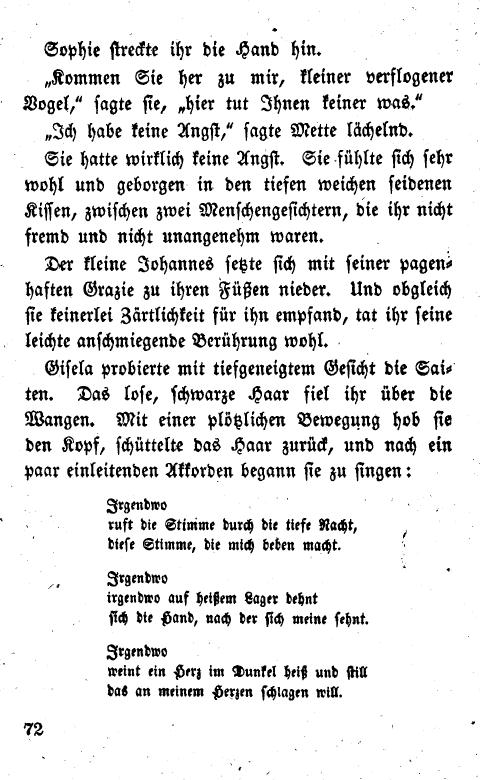 Sophie streckte ihr die Hand hin.
„Kommen Sie her zu mir, kleiner verflogener
Vogel,“ sagte sie, „hier tut Ihnen keiner was.“
„Ich habe keine Angst,“ sagte Mette lächelnd.
Sie hatte wirklich keine Angst. Sie fühlte sich sehr
wohl und geborgen in den tiefen weichen seidenen
Kissen, zwischen zwei Menschengesichtern, die ihr nicht
fremd und nicht unangenehm waren.
Der kleine Johannes setzte sich mit seiner pagen-
haften Grazie zu ihren Füßen nieder. Und obgleich
sie keinerlei Zärtlichkeit für ihn empfand, tat ihr seine
leichte anschmiegende Berührung wohl.
Gisela probierte mit tiefgeneigtem Gesicht die Sai-
ten. Das lose, schwarze Haar fiel ihr über die
Wangen. Mit einer plötzlichen Bewegung hob sie
den Kopf, schüttelte das Haar zurück, und nach ein
paar einleitenden Akkorden begann sie zu singen:
Irgendwo
ruft die Stimme durch die tiefe Nacht,
diese Stimme, die mich beben macht.
Irgendwo
irgendwo auf heißem Lager dehnt
sich die Hand, nach der sich meine sehnt.
Irgendwo
weint ein Herz im Dunkel heiß und still
das an meinem Herzen schlagen will.
72